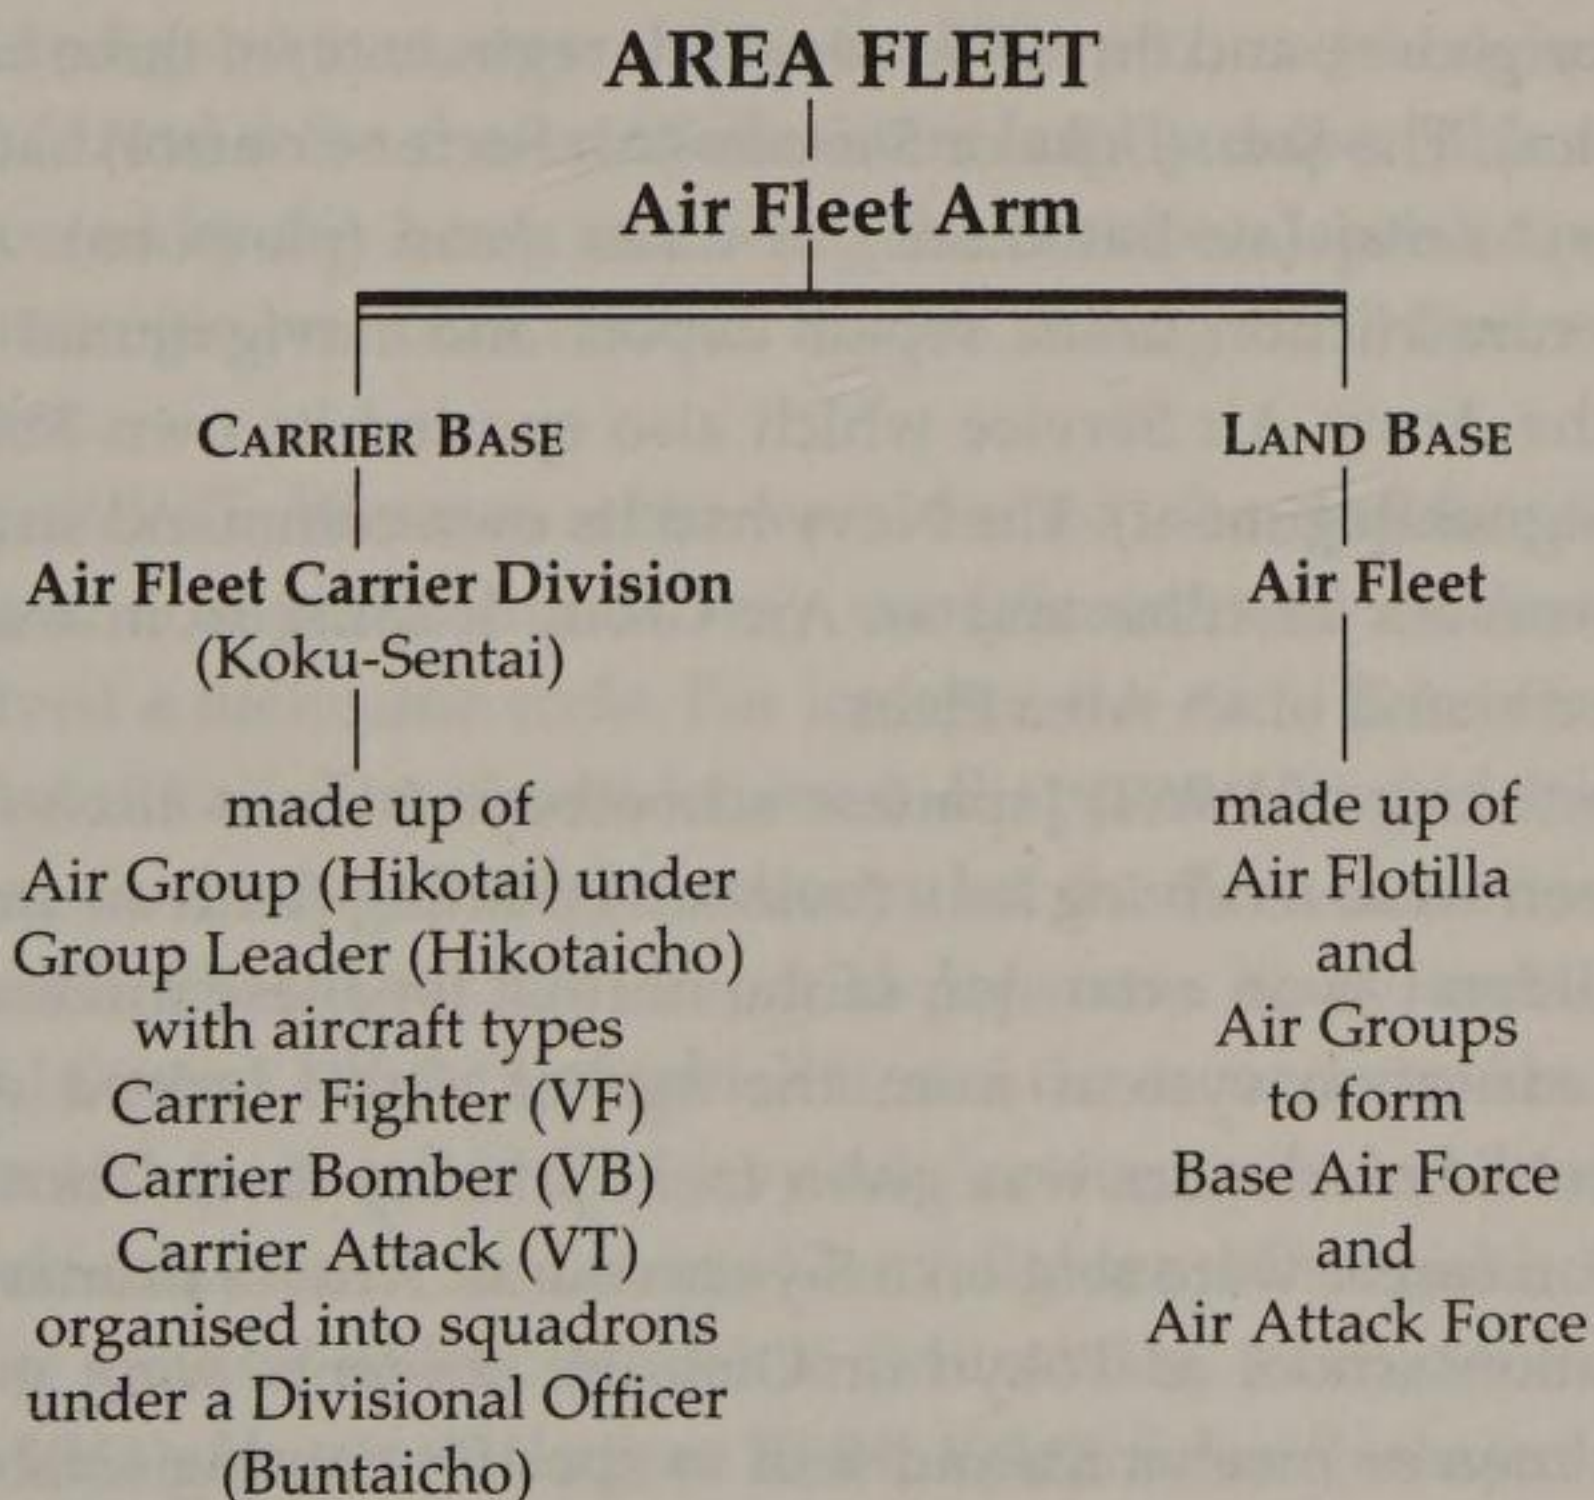 AREA FLEET
Air Fleet Arm
CARRIER BASE
Air Fleet Carrier Division
(Koku-Sentai)
made up of
Air Group (Hikotai) under
Group Leader (Hikotaicho)
with aircraft types
Carrier Fighter (VF)
Carrier Bomber (VB)
Carrier Attack (VT)
organised into squadrons
under a Divisional Officer
(Buntaicho)
LAND BASE
Air Fleet
made up of
Air Flotilla
and
Air Groups
to form
Base Air Force
and
Air Attack Force